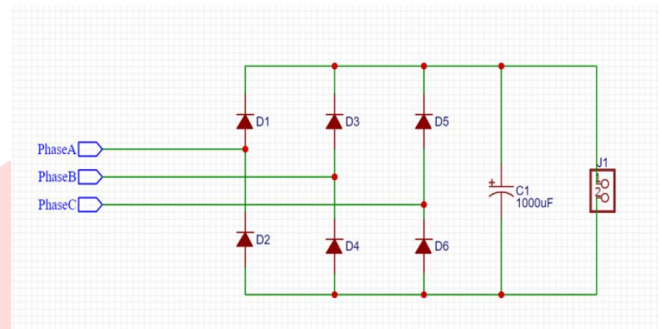 D1
D3
D5
PhaseA
PhaseB
PhaseC
J1
1
2
+
C1
1000uF
D2
D4
D6